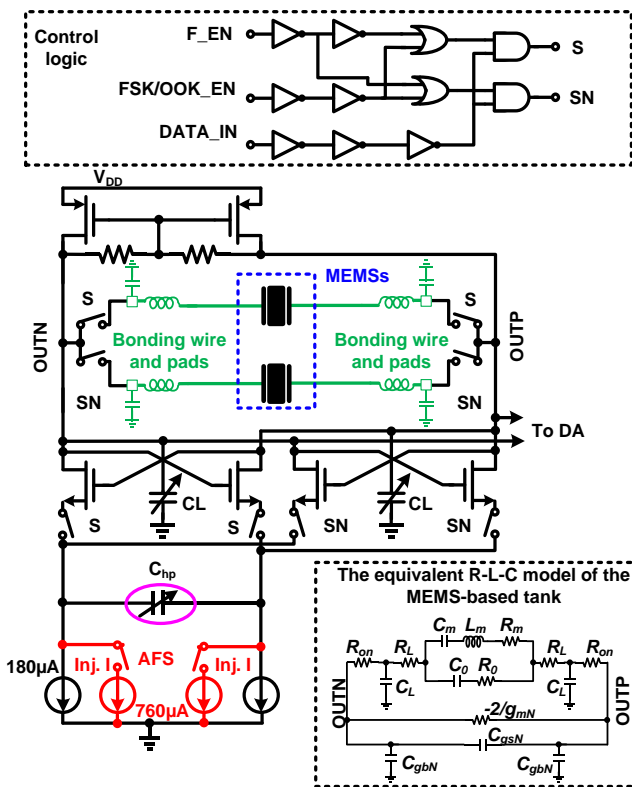 Control
logic
F_EN
FSK/OOK_EN
DATA_IN
S
SN
VDD
MEMSs
S
S
OUTN
Bonding wire
and pads
Bonding wire
and pads
OUTP
SN
SN
To DA
CL
CL
S
S
SN
SN
Chp
180µA
Inj. I
AFS
Inj. I
760µA
The equivalent R-L-C model of the
MEMS-based tank
Cm
Lm
Rm
Ron
RL
RL
Ron
C0
R0
CL
CL
OUTN
OUTP
-2/gmN
CgsN
CgbN
CgbN